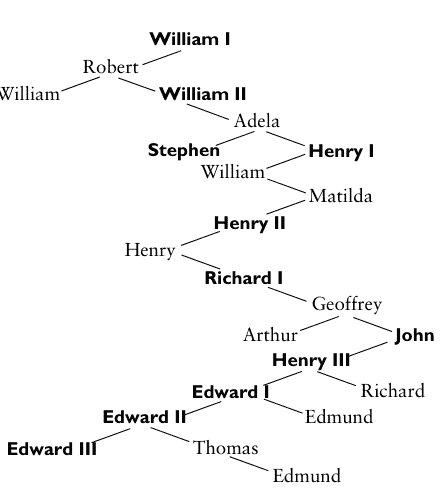 William I
Robert
William
William II
Adela
Stephen
Henry I
William
Matilda
Henry II
Henry
Richard I
Geoffrey
Arthur
John
Henry III
Edward I
Richard
Edward II
Edmund
Edward III
Thomas
Edmund